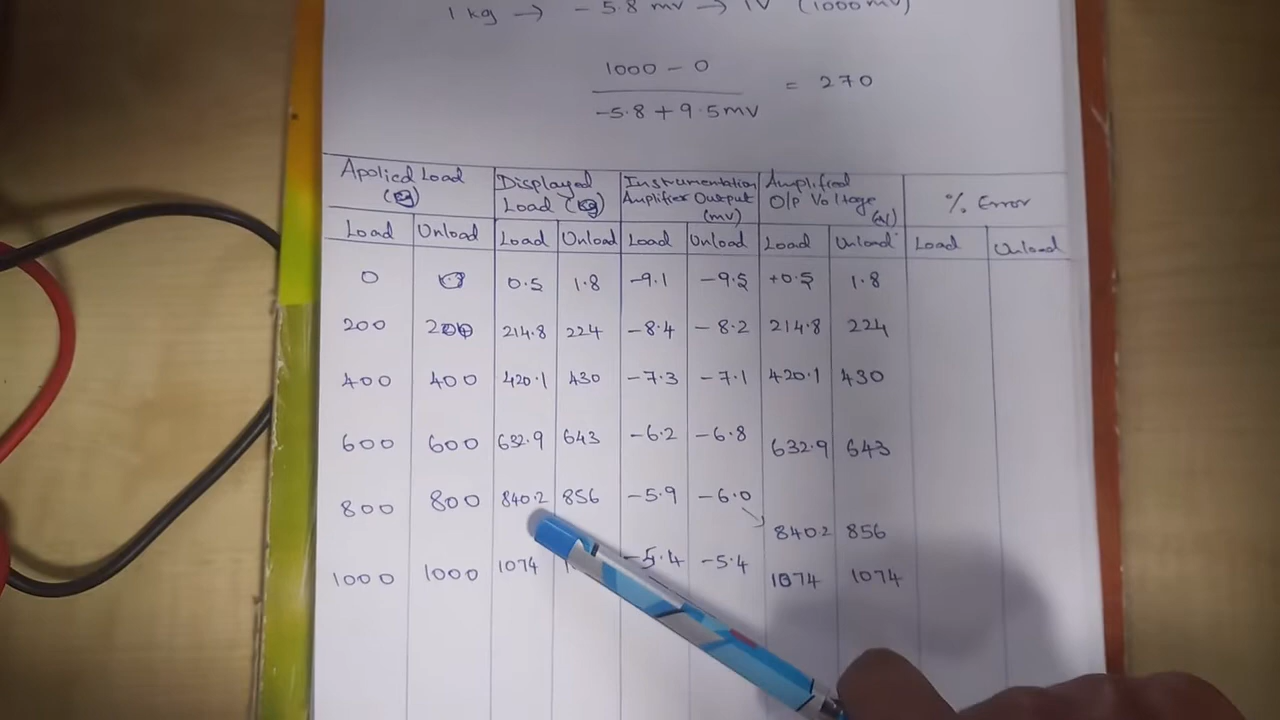 1 kg → - 5.8 mv → 1V (1000mv)
1000 - 0
= 270
-5.8 + 9.5mV
Applied Load Displayed Instrumentation Amplified % Error
(g) Load (g) Amplifier Output O/P Voltage
(mv)
Load Unload Load Unload Load Unload Load Unload Load Unload
0 0 0.5 1.8 -9.1 -9.5 +0.5 1.8
200 200 214.8 224 -8.4 -8.2 214.8 224
400 400 420.1 430 -7.3 -7.1 420.1 430
600 600 632.9 643 -6.2 -6.8 632.9 643
800 800 840.2 856 -5.9 -6.0 840.2 856
1000 1000 1074 -5.4 -5.4 1074 1074